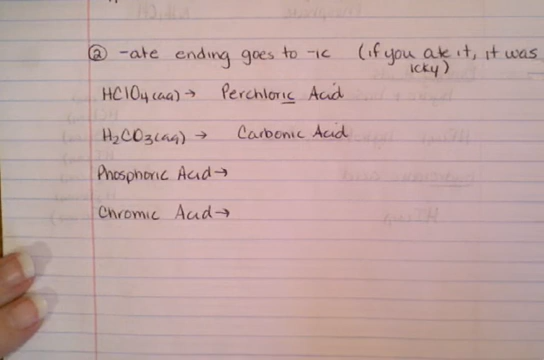 ② -ate ending goes to -ic (if you ate it, it was
icky)
HClO4(aq) → Perchloric Acid
H2CO3(aq) → Carbonic Acid
Phosphoric Acid →
Chromic Acid →